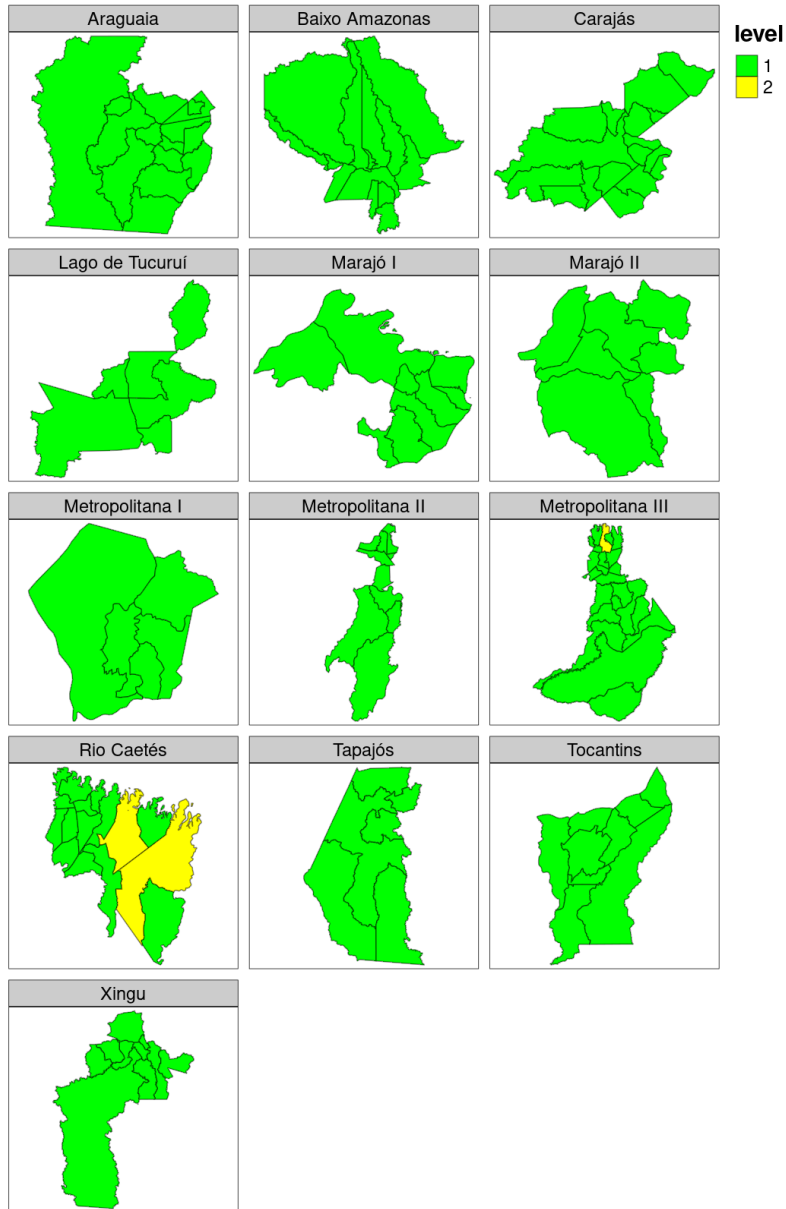 Araguaia
Baixo Amazonas
Carajás
level
1
2
Lago de Tucuruí
Marajó I
Marajó II
Metropolitana I
Metropolitana II
Metropolitana III
Rio Caetés
Tapajós
Tocantins
Xingu